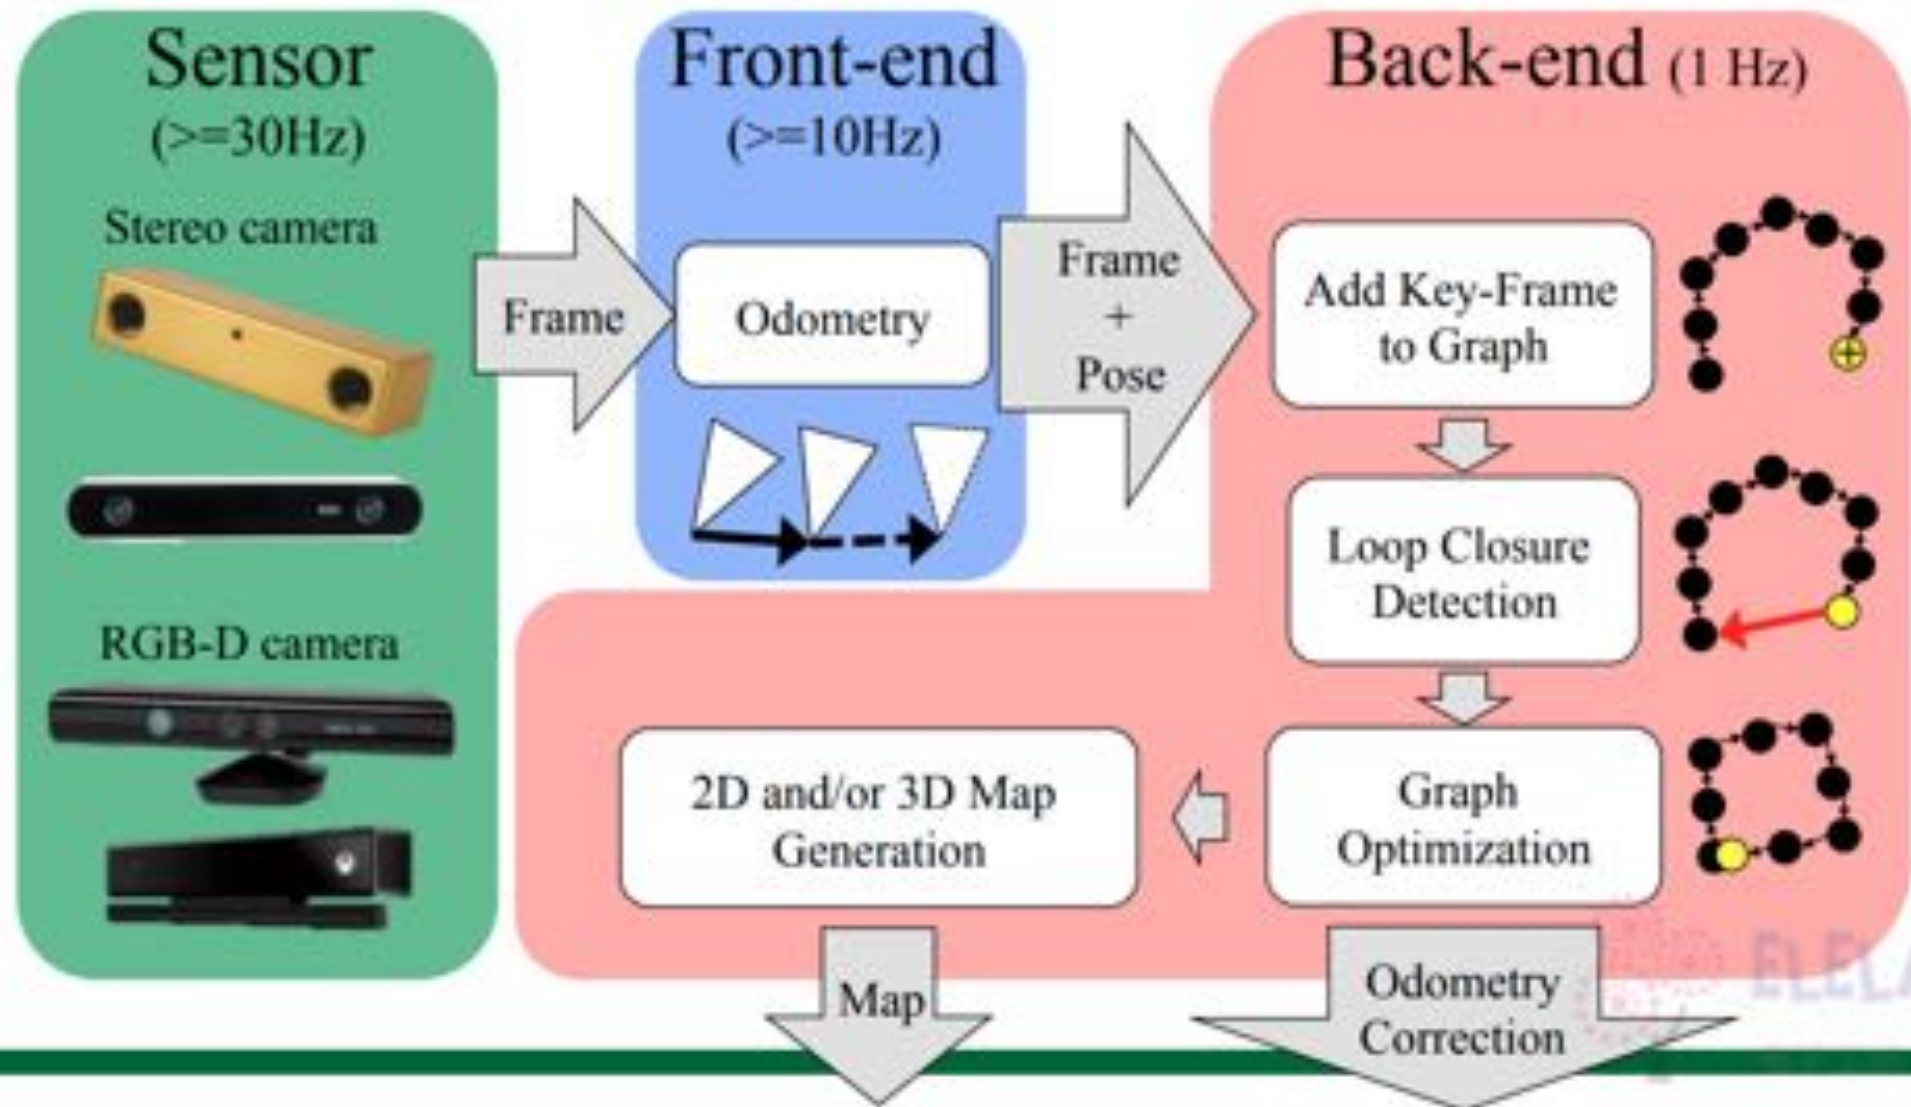 Sensor
(>=30Hz)
Stereo camera
RGB-D camera
Frame
Front-end
(>=10Hz)
Odometry
Frame
+
Pose
Back-end (1 Hz)
Add Key-Frame
to Graph
Loop Closure
Detection
Graph
Optimization
2D and/or 3D Map
Generation
Map
Odometry
Correction